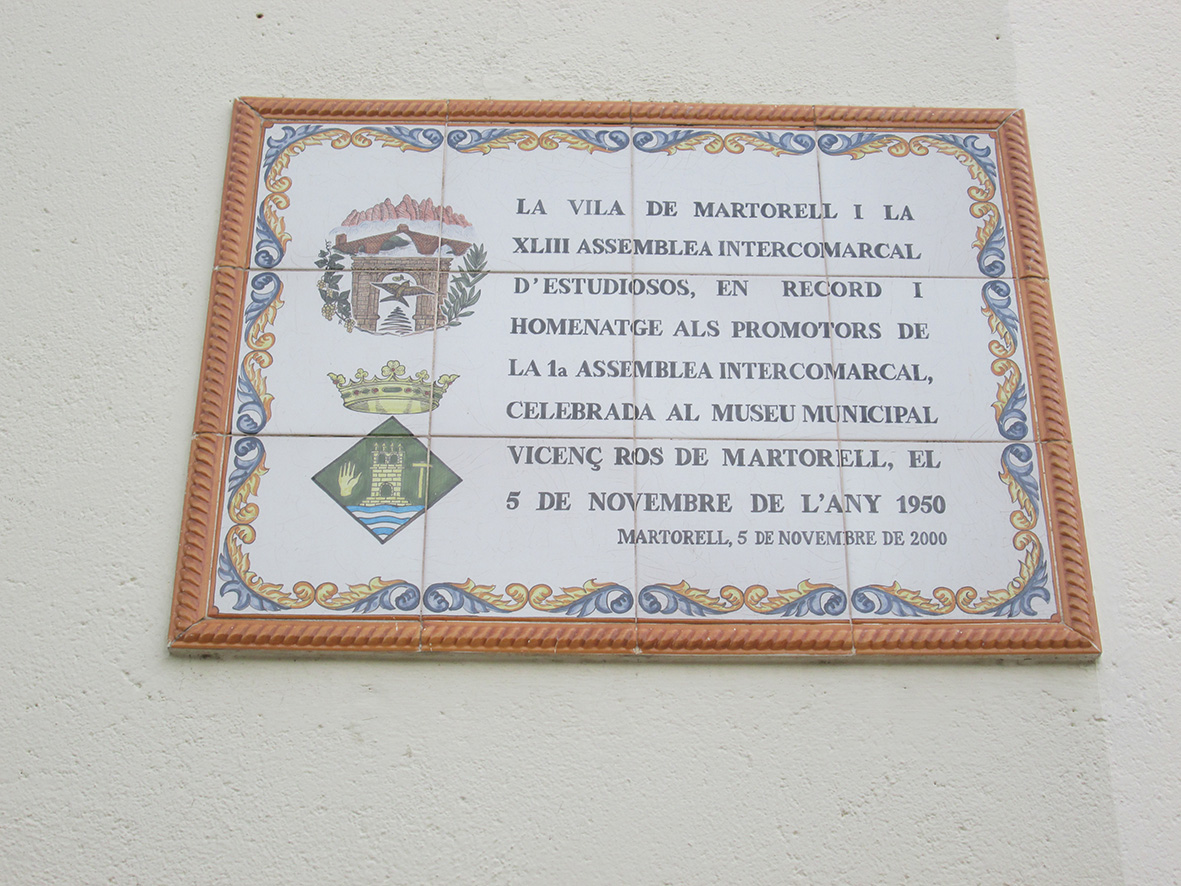 LA VILA DE MARTORELL I LA
XLIII ASSEMBLEA INTERCOMARCAL
D'ESTUDIOSOS, EN RECORD I
HOMENATGE ALS PROMOTORS DE
LA 1a ASSEMBLEA INTERCOMARCAL,
CELEBRADA AL MUSEU MUNICIPAL
VICENÇ ROS DE MARTORELL, EL
5 DE NOVEMBRE DE L'ANY 1950
MARTORELL, 5 DE NOVEMBRE DE 2000